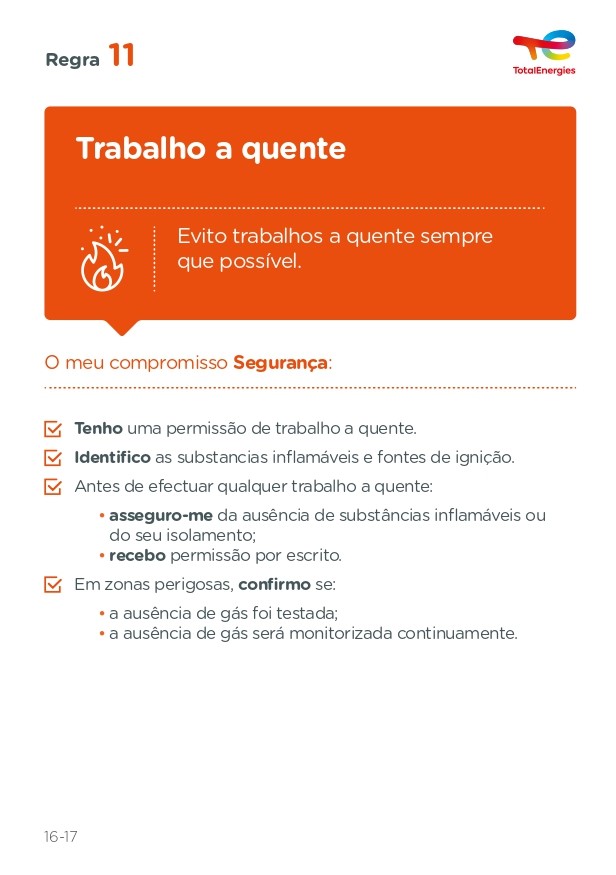 Regra 11
TotalEnergies
Trabalho a quente
Evito trabalhos a quente sempre
que possível.
O meu compromisso Segurança:
Tenho uma permissão de trabalho a quente.
Identifico as substancias inflamáveis e fontes de ignição.
Antes de efectuar qualquer trabalho a quente:
• asseguro-me da ausência de substâncias inflamáveis ou
do seu isolamento;
• recebo permissão por escrito.
Em zonas perigosas, confirmo se:
• a ausência de gás foi testada;
• a ausência de gás será monitorizada continuamente.
16-17